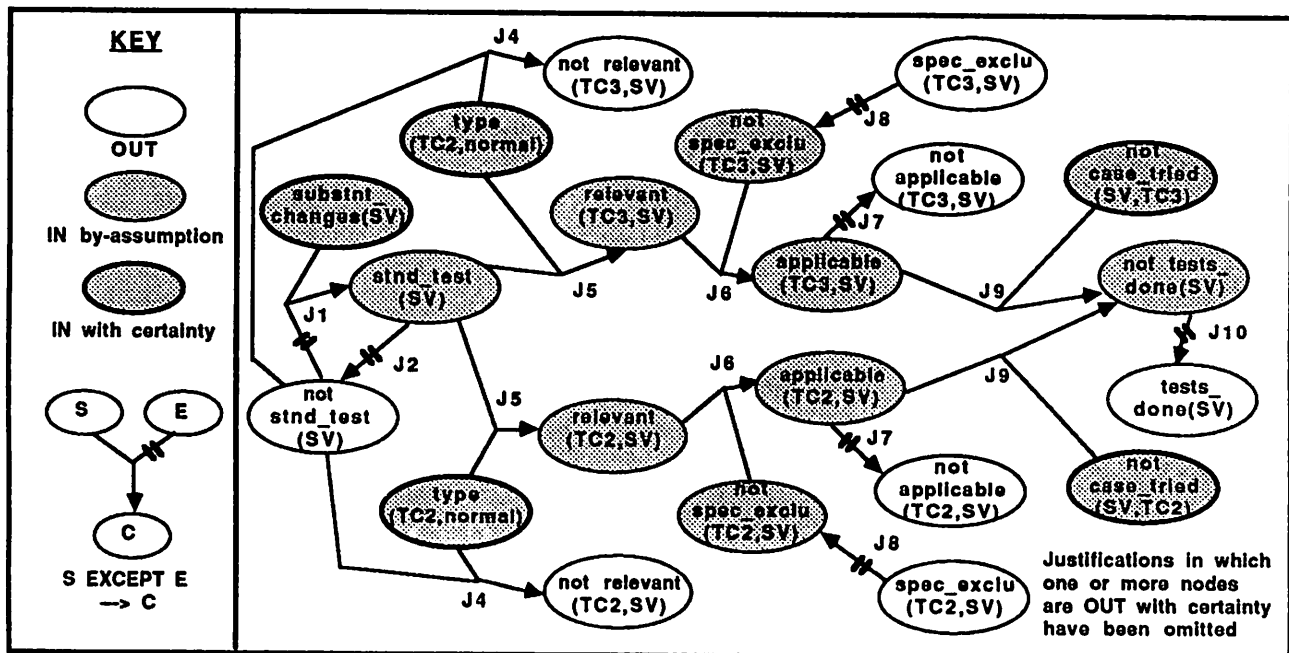 KEY
OUT
IN by-assumption
IN with certainty
S
E
C
S EXCEPT E
—> C
J4
not relevant
(TC3,SV)
spec_exclu
(TC3,SV)
type
(TC2,normal)
not
spec_exclu
(TC3,SV)
J8
not
applicable
(TC3,SV)
not
case_tried
(SV,TC3)
substnt_
changes(SV)
relevant
(TC3,SV)
J7
stnd_test
(SV)
J5
J6
applicable
(TC3,SV)
J9
not tests_
done(SV)
J1
J2
J10
not
stnd_test
(SV)
J5
relevant
(TC2,SV)
J6
applicable
(TC2,SV)
J9
tests_
done(SV)
J7
type
(TC2,normal)
not
spec_exclu
(TC2,SV)
not
applicable
(TC2,SV)
not
case_tried
(SV,TC2)
J8
J4
not relevant
(TC2,SV)
spec_exclu
(TC2,SV)
Justifications in which
one or more nodes
are OUT with certainty
have been omitted